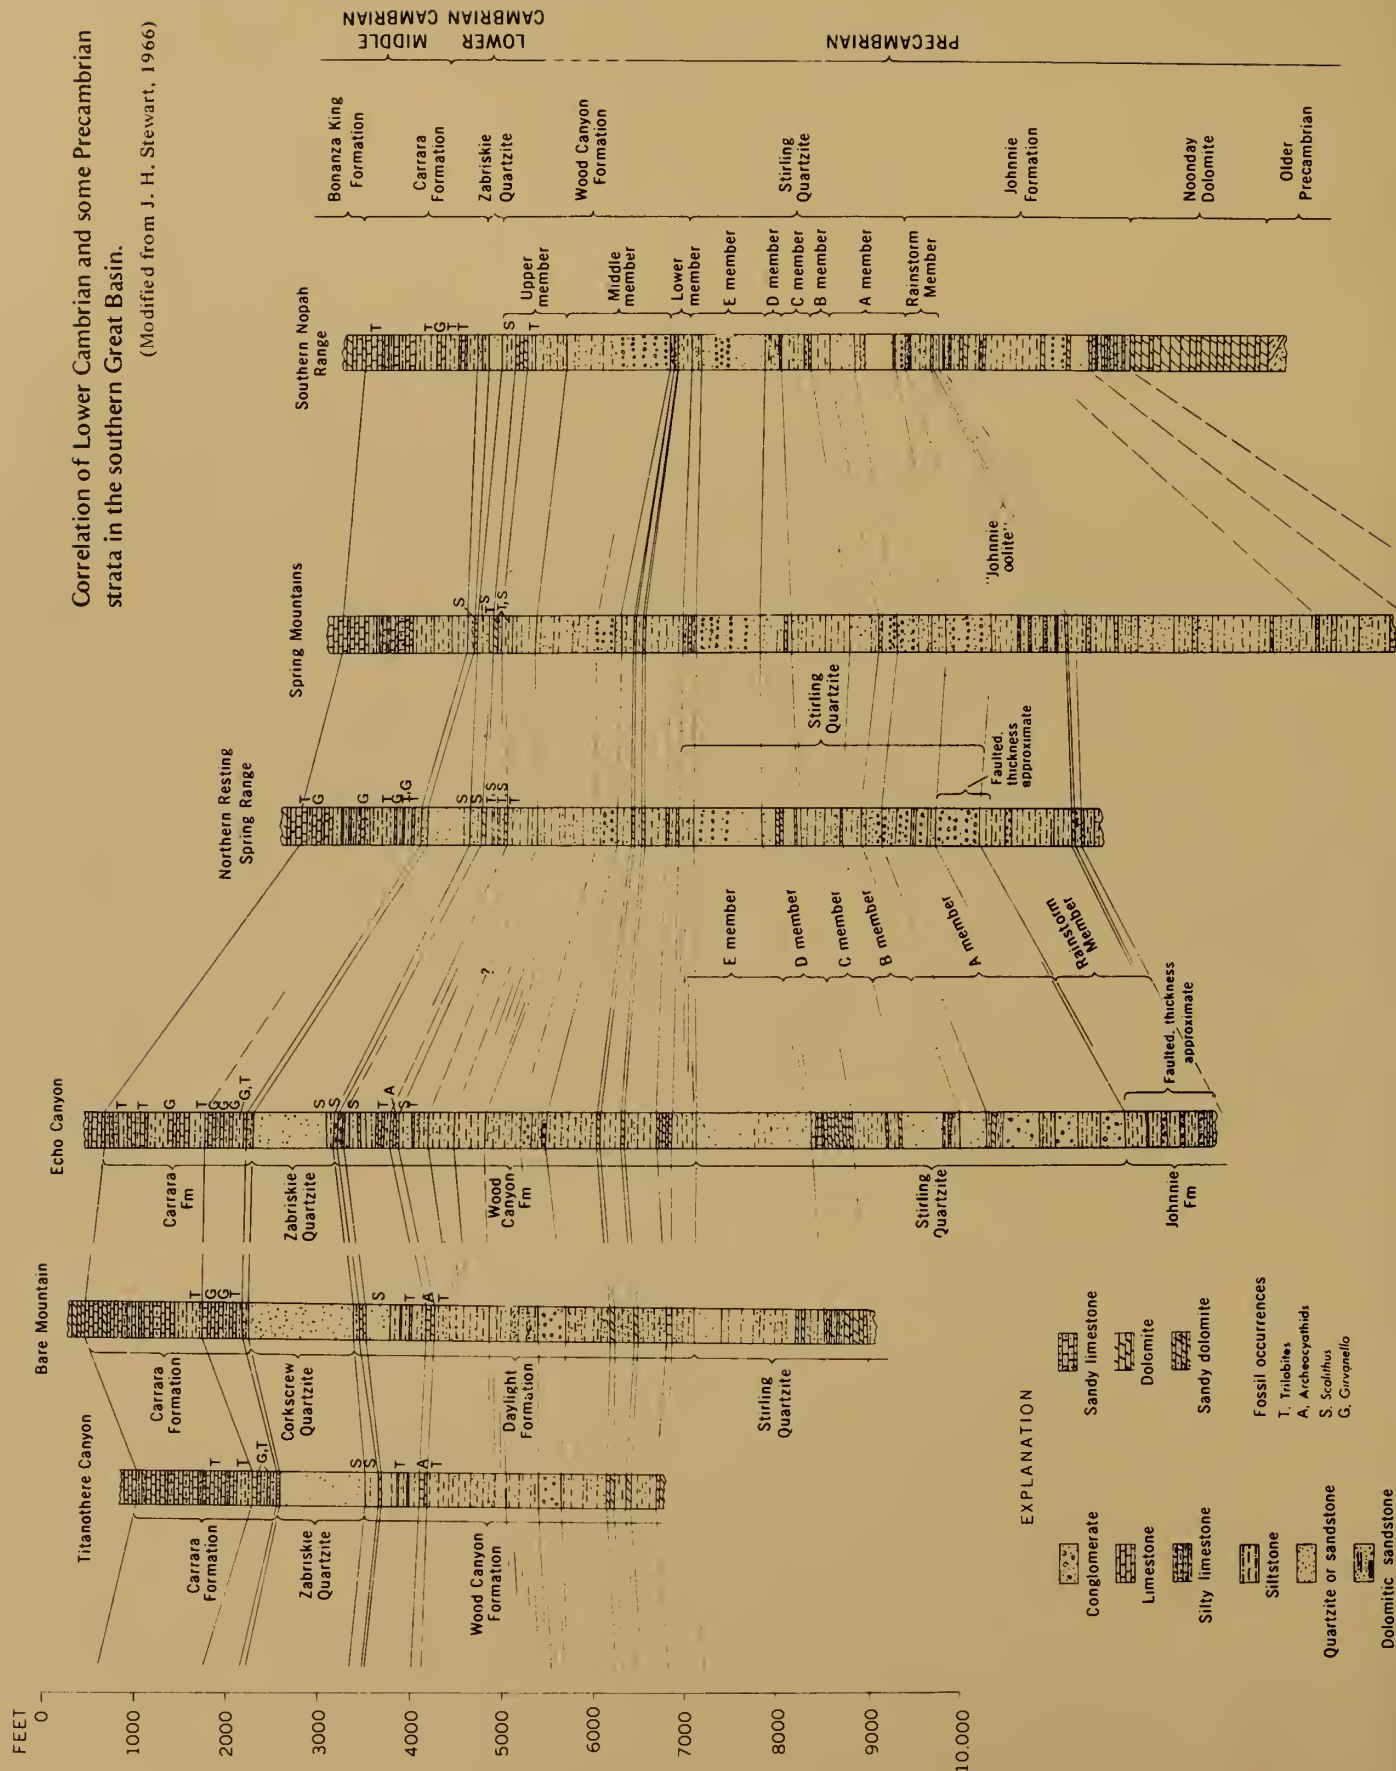 Correlation of Lower Cambrian and some Precambrian
strata in the southern Great Basin.
(Modified from J. H. Stewart, 1966)
FEET
0
1000
2000
3000
4000
5000
6000
7000
8000
9000
10.000
Titanothere Canyon
Carrara
Formation
Zabriskie
Quartzite
Wood Canyon
Formation
T
T
G,T
S
S
T
A
T
Bare Mountain
Carrara
Formation
Corkscrew
Quartzite
Daylight
Formation
Stirling
Quartzite
T
G
G
T
S
T
A
T
Echo Canyon
Carrara
Fm
Zabriskie
Quartzite
Wood
Canyon
Fm
Stirling
Quartzite
Johnnie
Fm
T
T
G
T
G
G
G
G,T
S
S
S
T
A
S
T
?
E member
D member
C member
B member
A member
Rainstorm
Member
Faulted, thickness
approximate
Northern Resting
Spring Range
T
G
G
T
G
T,G
T
S
S
T,S
T,S
T
Stirling
Quartzite
Faulted,
thickness
approximate
Spring Mountains
S
S
T
T,S
"Johnnie
oolite"
Southern Nopah
Range
T
T
G
T
T
S
T
Upper
member
Middle
member
Lower
member
E member
D member
C member
B member
A member
Rainstorm
Member
Bonanza King
Formation
Carrara
Formation
Zabriskie
Quartzite
Wood Canyon
Formation
Stirling
Quartzite
Johnnie
Formation
Noonday
Dolomite
Older
Precambrian
MIDDLE
CAMBRIAN
LOWER
CAMBRIAN
PRECAMBRIAN
EXPLANATION
Conglomerate
Limestone
Silty limestone
Siltstone
Quartzite or sandstone
Dolomitic sandstone
Sandy limestone
Dolomite
Sandy dolomite
Fossil occurrences
T. Trilobites
A. Archeocyathids
S. Scolithus
G. Girvanella